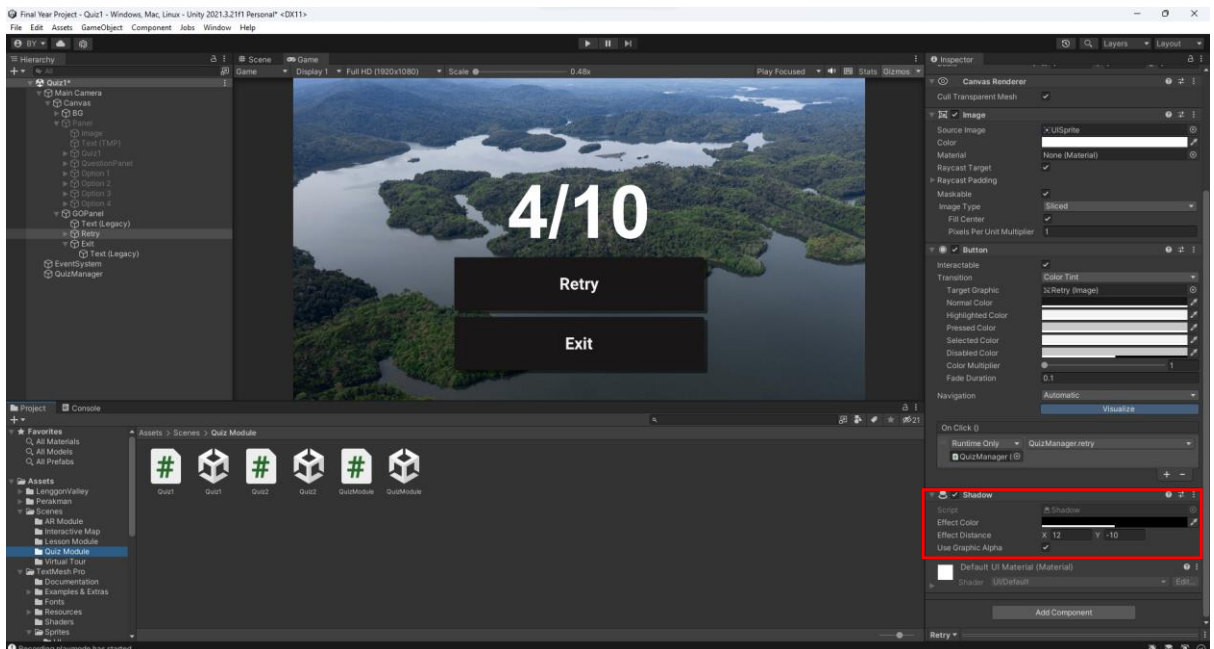 Final Year Project - Quiz1 - Windows, Mac, Linux - Unity 2021.3.21f1 Personal* <DX11>
File Edit Assets GameObject Component Jobs Window Help
BY
Layers Layout
Hierarchy
All
Quiz1*
Main Camera
Canvas
BG
Panel
Image
Text (TMP)
Quiz1
QuestionPanel
Option 1
Option 2
Option 3
Option 4
GOPanel
Text (Legacy)
Retry
Exit
Text (Legacy)
EventSystem
QuizManager
Scene Game
Game Display 1 Full HD (1920x1080) Scale 0.48x Play Focused Stats Gizmos
4/10
Retry
Exit
Project Console
21
Favorites
All Materials
All Models
All Prefabs
Assets
LenggonValley
Perakman
Scenes
AR Module
Interactive Map
Lesson Module
Quiz Module
Virtual Tour
TextMesh Pro
Documentation
Examples & Extras
Fonts
Resources
Shaders
Sprites
Assets > Scenes > Quiz Module
Quiz1 Quiz1 Quiz2 Quiz2 QuizModule QuizModule
Inspector
Canvas Renderer
Cull Transparent Mesh
Image
Source Image UISprite
Color
Material None (Material)
Raycast Target
Raycast Padding
Maskable
Image Type Sliced
Fill Center
Pixels Per Unit Multiplier 1
Button
Interactable
Transition Color Tint
Target Graphic Retry (Image)
Normal Color
Highlighted Color
Pressed Color
Selected Color
Disabled Color
Color Multiplier 1
Fade Duration 0.1
Navigation Automatic
Visualize
On Click ()
Runtime Only QuizManager.retry
QuizManager (
+ -
Shadow
Script Shadow
Effect Color
Effect Distance X 12 Y -10
Use Graphic Alpha
Default UI Material (Material)
Shader UI/Default Edit...
Add Component
Retry
Recording playmode has started